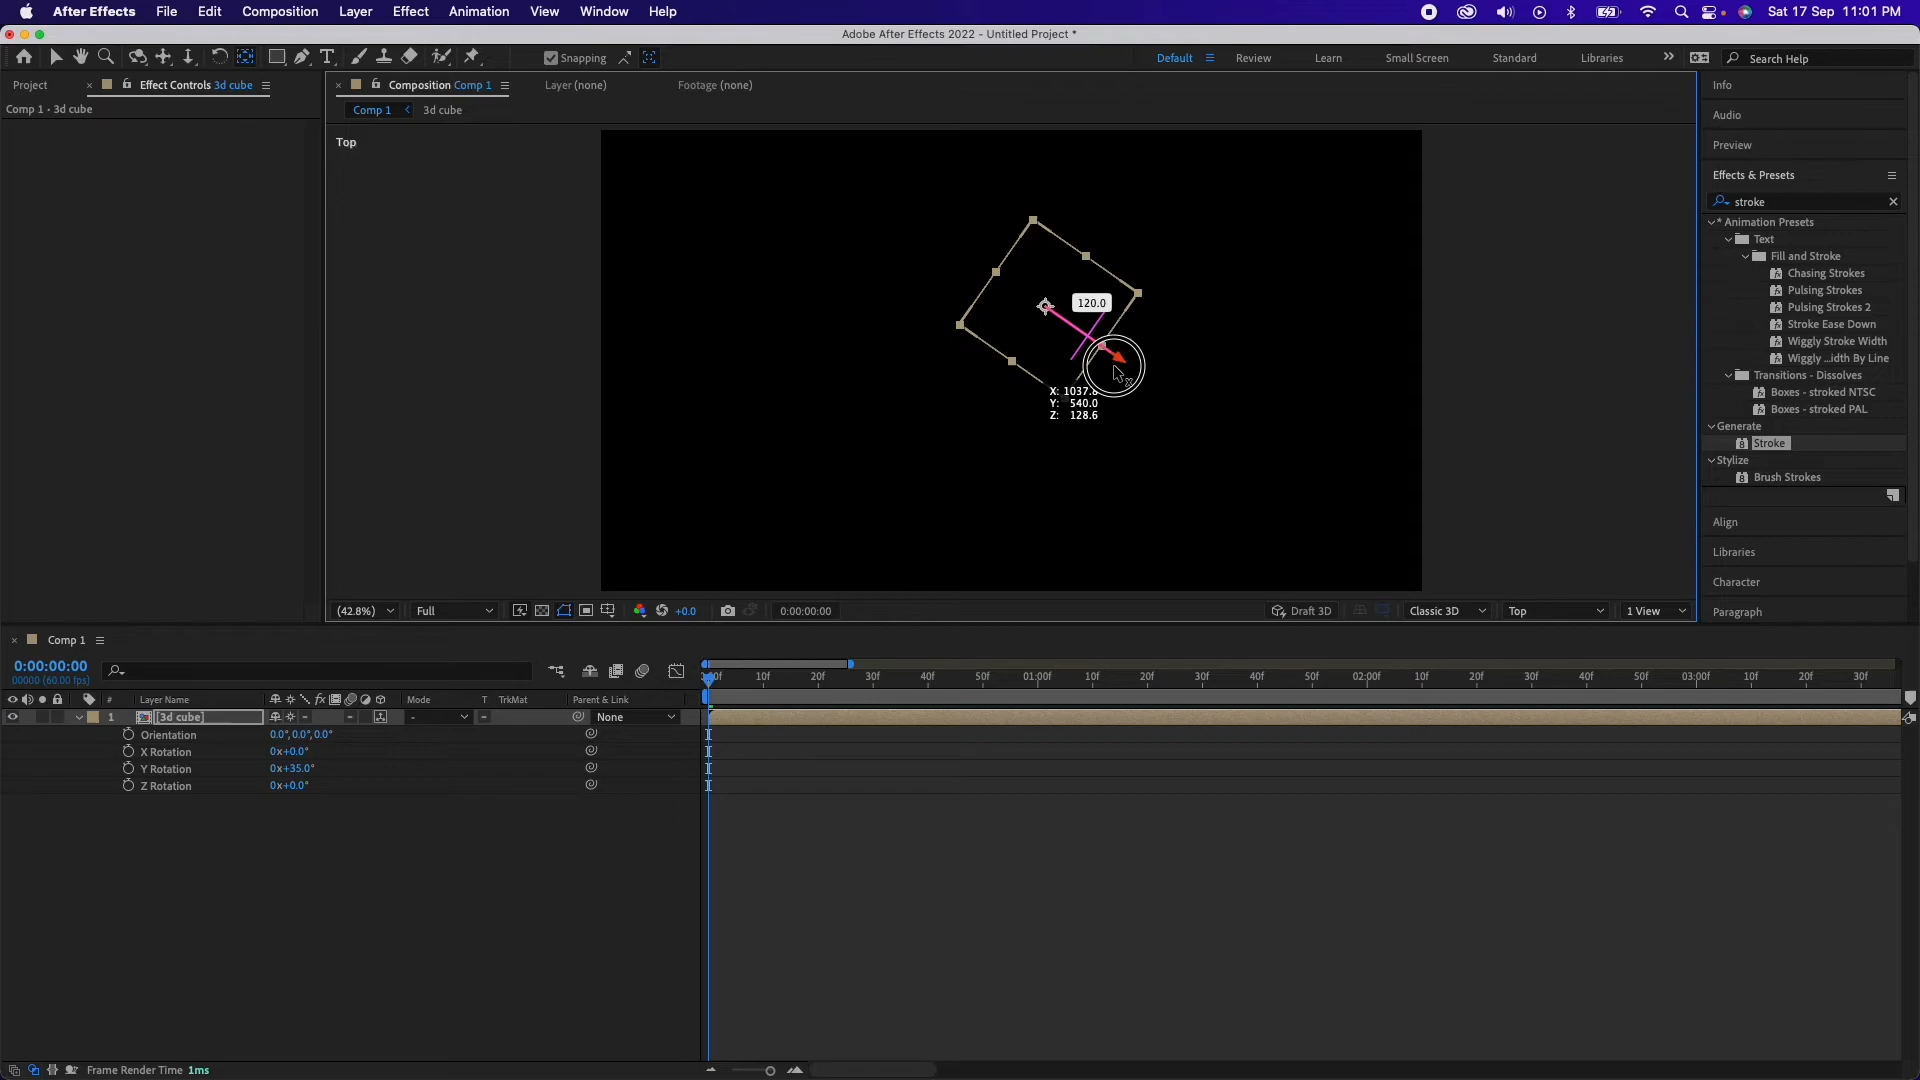 After Effects File Edit Composition Layer Effect Animation View Window Help Sat 17 Sep 11:01 PM
Adobe After Effects 2022 - Untitled Project *
Snapping Default Review Learn Small Screen Standard Libraries Search Help
Project Effect Controls 3d cube Composition Comp 1 Layer (none) Footage (none) Info
Comp 1 • 3d cube Comp 1 3d cube
Audio
Top
Preview
Effects & Presets
stroke
* Animation Presets
Text
Fill and Stroke
Chasing Strokes
Pulsing Strokes
Pulsing Strokes 2
Stroke Ease Down
Wiggly Stroke Width
Wiggly ...idth By Line
Transitions - Dissolves
Boxes - stroked NTSC
Boxes - stroked PAL
Generate
Stroke
Stylize
Brush Strokes
Align
Libraries
Character
Paragraph
120.0
X: 1037.8
Y: 540.0
Z: 128.6
(42.8%) Full +0.0 0:00:00:00 Draft 3D Classic 3D Top 1 View
Comp 1
0:00:00:00
00000 (60.00 fps)
:00f 10f 20f 30f 40f 50f 01:00f 10f 20f 30f 40f 50f 02:00f 10f 20f 30f 40f 50f 03:00f 10f 20f 30f
# Layer Name fx Mode T TrkMat Parent & Link
1 [3d cube] - - None
Orientation 0.0°,0.0°,0.0°
X Rotation 0x+0.0°
Y Rotation 0x+35.0°
Z Rotation 0x+0.0°
Frame Render Time 1ms